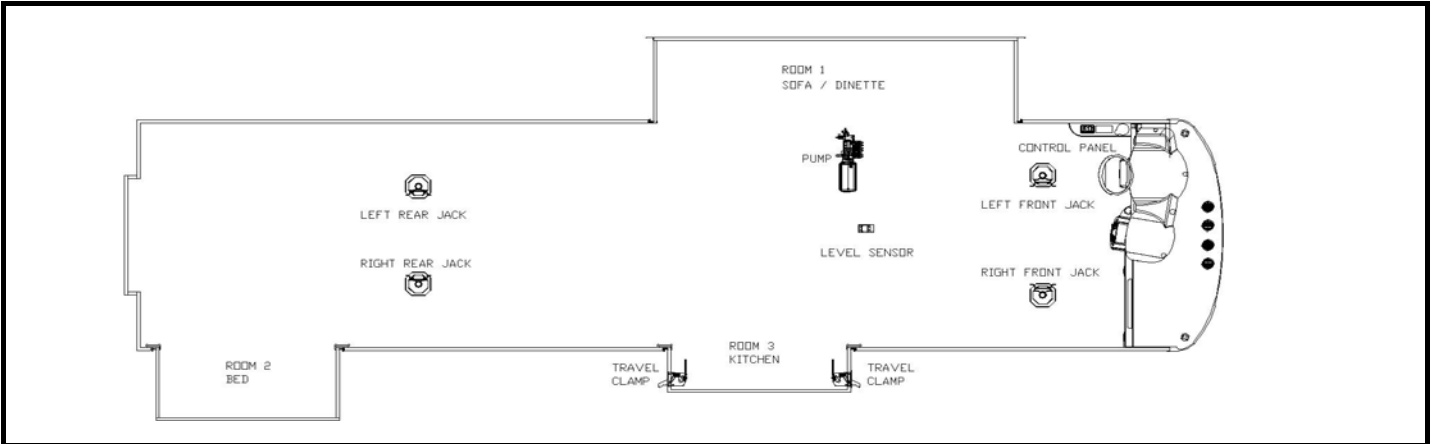 ROOM 1
SOFA / DINETTE
CONTROL PANEL
PUMP
LEFT REAR JACK
LEFT FRONT JACK
LEVEL SENSOR
RIGHT REAR JACK
RIGHT FRONT JACK
ROOM 2
BED
TRAVEL
CLAMP
ROOM 3
KITCHEN
TRAVEL
CLAMP